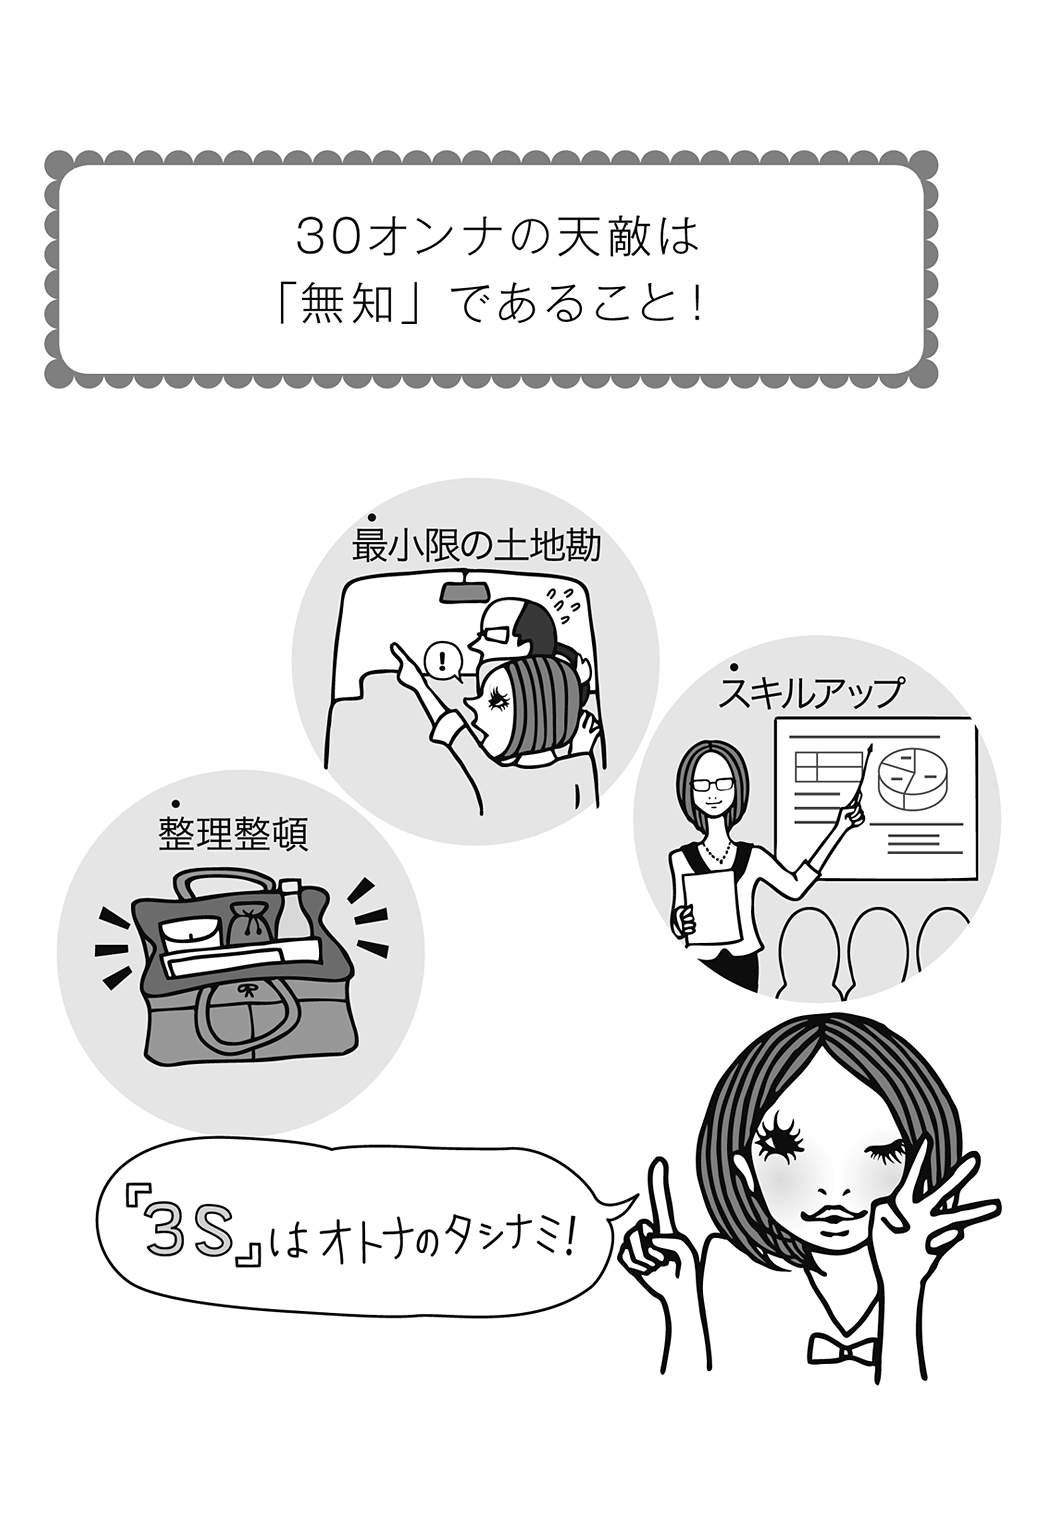 30オンナの天敵は
「無知」であること！
最小限の土地勘
！
スキルアップ
整理整頓
『3S』はオトナのタシナミ！